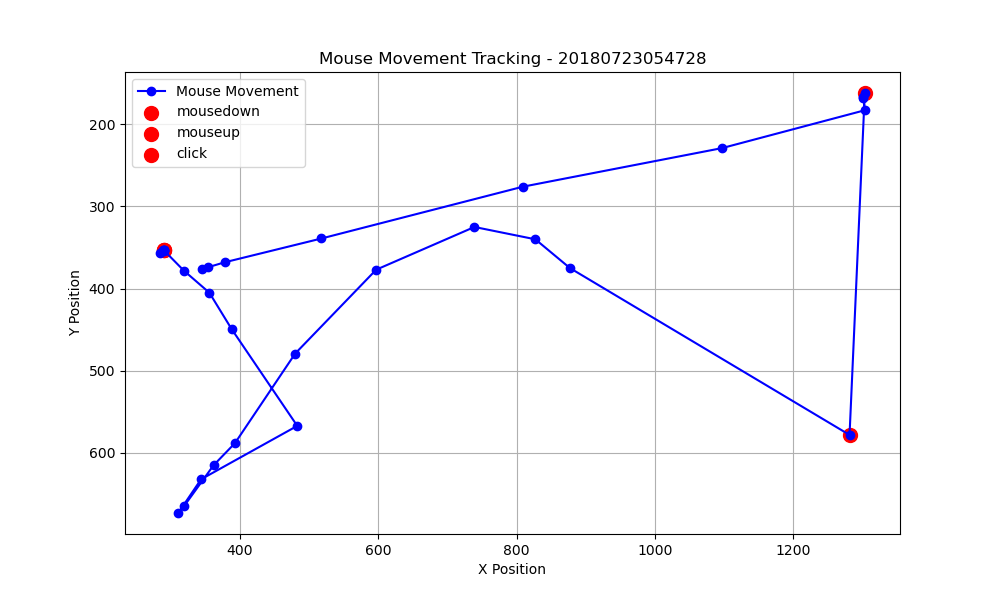 Mouse Movement Tracking - 20180723054728
Mouse Movement
mousedown
mouseup
click
200
300
400
500
600
Y Position
400
600
800
1000
1200
X Position